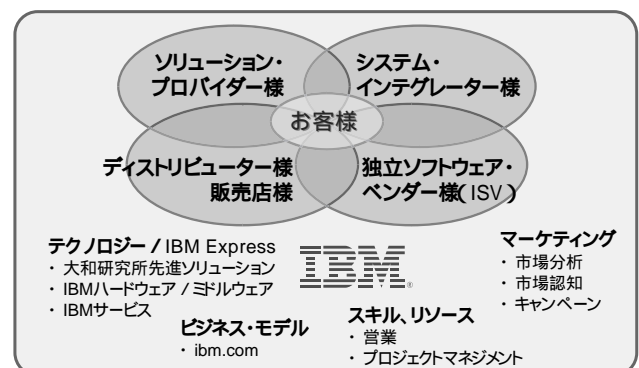 ソリューション・
プロバイダー様
システム・
インテグレーター様
お客様
ディストリビューター様
販売店様
独立ソフトウェア・
ベンダー様(ISV)
テクノロジー / IBM Express
・ 大和研究所先進ソリューション
・ IBMハードウェア / ミドルウェア
・ IBMサービス
IBM®
マーケティング
・ 市場分析
・ 市場認知
・ キャンペーン
ビジネス・モデル
・ ibm.com
スキル、リソース
・ 営業
・ プロジェクトマネジメント